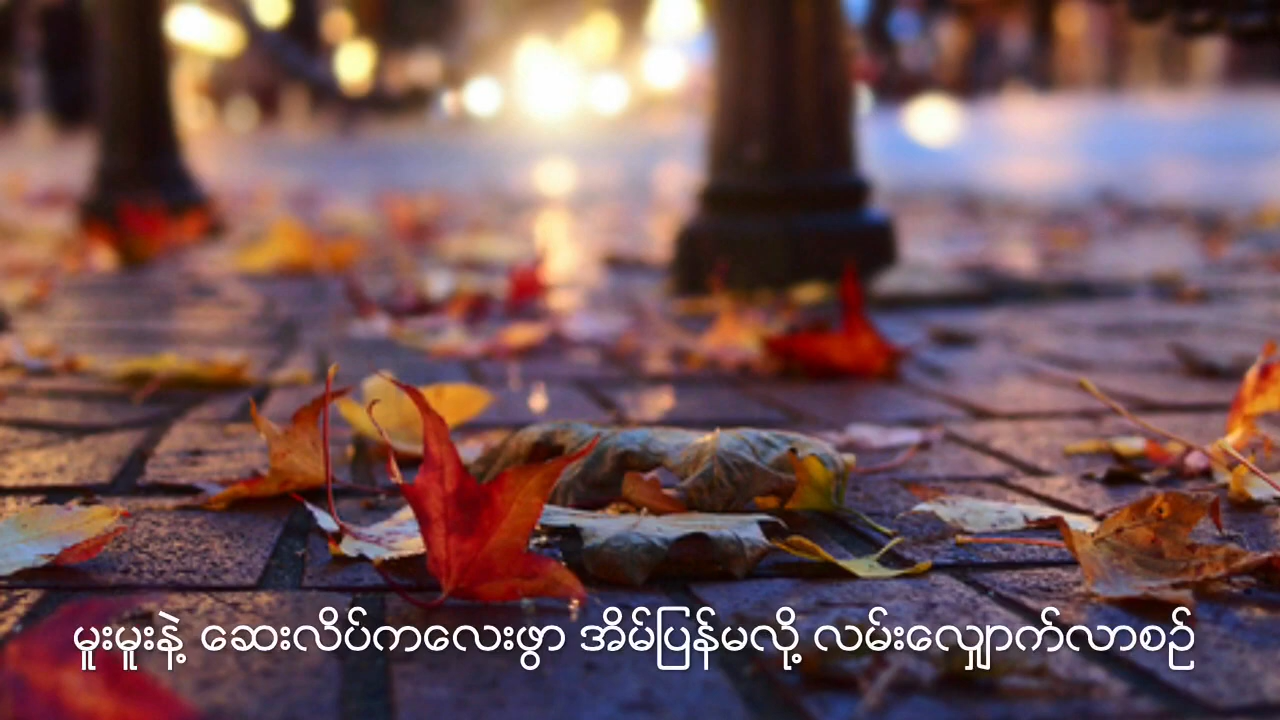 မူးမူးနဲ့ ဆေးလိပ်ကလေးဖွာ အိမ်ပြန်မလို့ လမ်းလျှောက်လာစဉ်